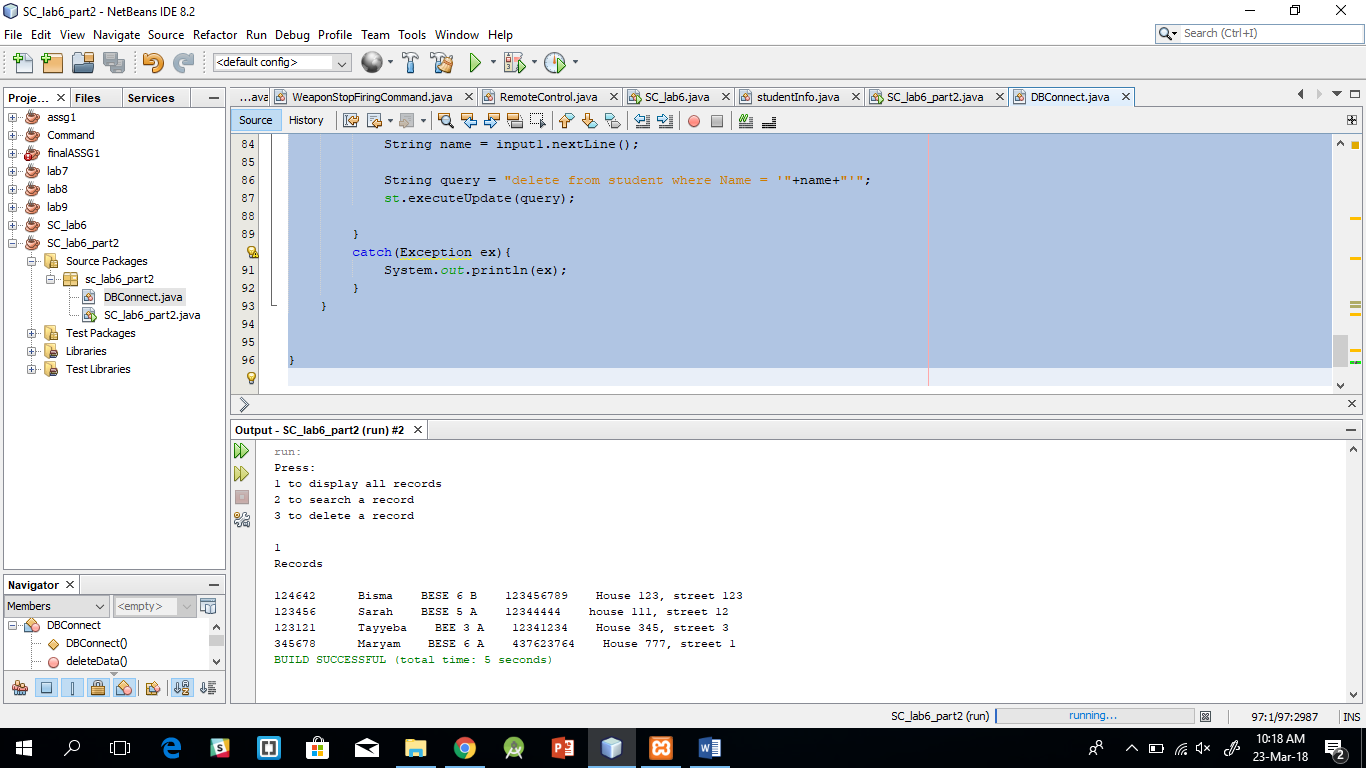 SC_lab6_part2 - NetBeans IDE 8.2
File Edit View Navigate Source Refactor Run Debug Profile Team Tools Window Help
Search (Ctrl+I)
<default config>
Proje... Files Services
assg1
Command
finalASSG1
lab7
lab8
lab9
SC_lab6
SC_lab6_part2
Source Packages
sc_lab6_part2
DBConnect.java
SC_lab6_part2.java
Test Packages
Libraries
Test Libraries
...ava WeaponStopFiringCommand.java RemoteControl.java SC_lab6.java studentInfo.java SC_lab6_part2.java DBConnect.java
Source History
84 String name = input1.nextLine();
85
86 String query = "delete from student where Name = '"+name+"'";
87 st.executeUpdate(query);
88
89 }
catch(Exception ex){
91 System.out.println(ex);
92 }
93 }
94
95
96 }
Output - SC_lab6_part2 (run) #2
run:
Press:
1 to display all records
2 to search a record
3 to delete a record
1
Records
124642 Bisma BESE 6 B 123456789 House 123, street 123
123456 Sarah BESE 5 A 12344444 house 111, street 12
123121 Tayyeba BEE 3 A 12341234 House 345, street 3
345678 Maryam BESE 6 A 437623764 House 777, street 1
BUILD SUCCESSFUL (total time: 5 seconds)
Navigator
Members <empty>
DBConnect
DBConnect()
deleteData()
SC_lab6_part2 (run) running... 97:1/97:2987 INS
10:18 AM
23-Mar-18
2